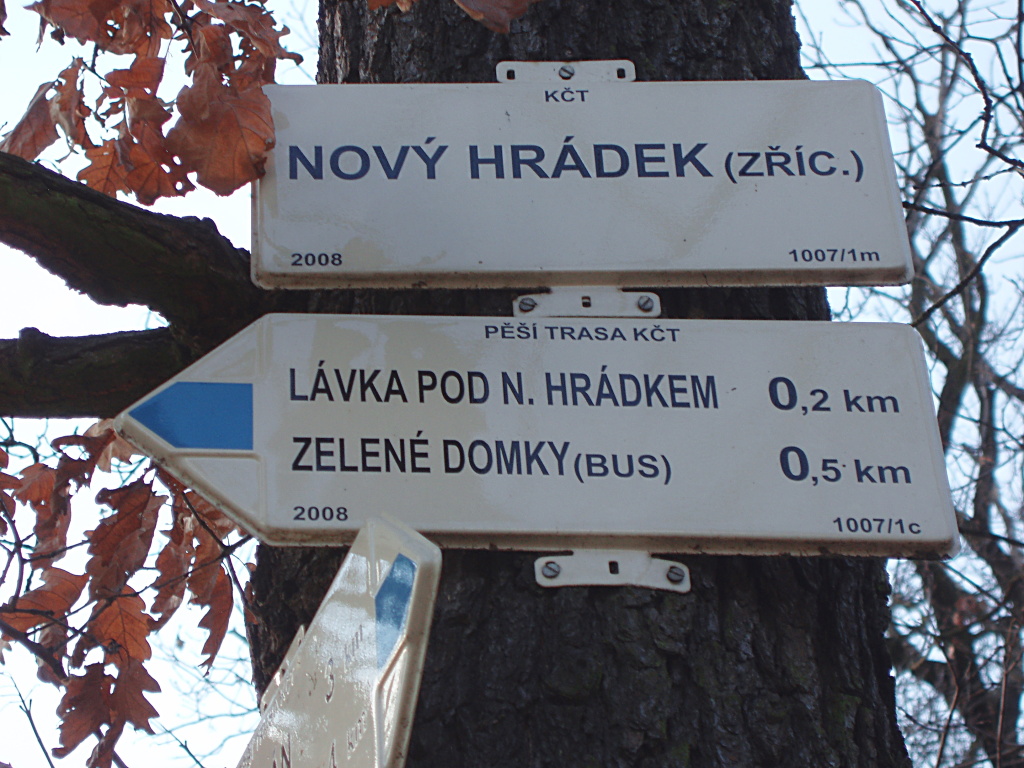 KČT
NOVÝ HRÁDEK (ZŘÍC.)
2008 1007/1m
PĚŠÍ TRASA KČT
LÁVKA POD N. HRÁDKEM 0,2 km
ZELENÉ DOMKY (BUS) 0,5 km
2008 1007/1c